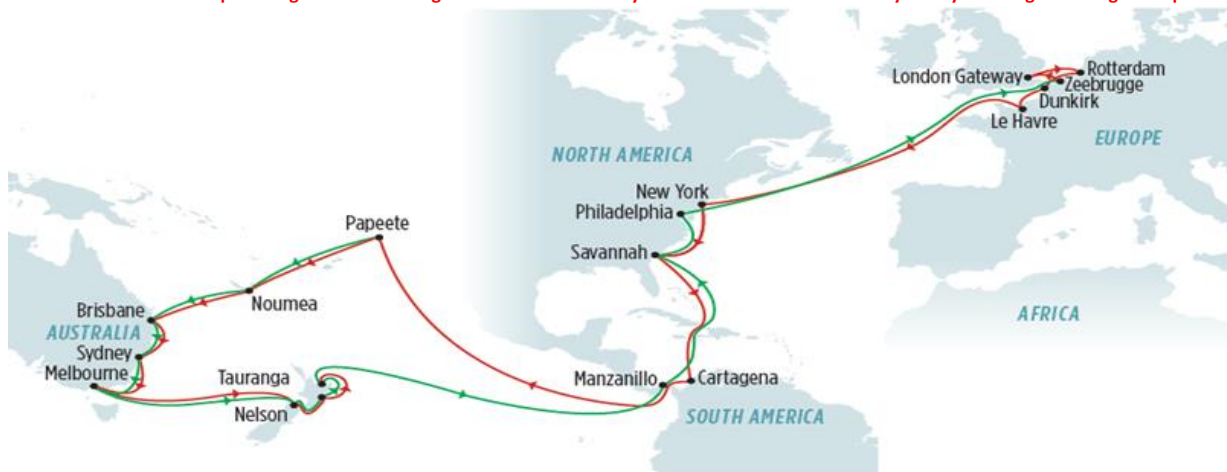 London Gateway
Rotterdam
Zeebrugge
Dunkirk
Le Havre
EUROPE
NORTH AMERICA
New York
Philadelphia
Papeete
Savannah
Noumea
Brisbane
AUSTRALIA
Sydney
Melbourne
AFRICA
Tauranga
Nelson
Manzanillo
Cartagena
SOUTH AMERICA